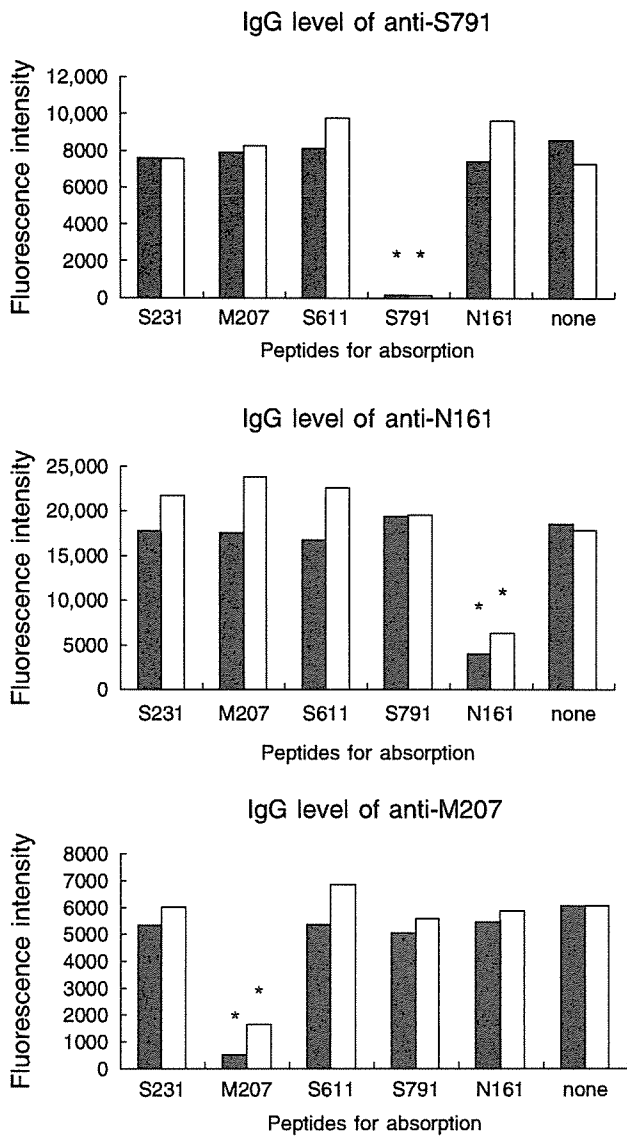 IgG level of anti-S791
Fluorescence intensity
12,000
10,000
8000
6000
4000
2000
0
* *
S231 M207 S611 S791 N161 none
Peptides for absorption
IgG level of anti-N161
Fluorescence intensity
25,000
20,000
15,000
10,000
5000
0
* *
S231 M207 S611 S791 N161 none
Peptides for absorption
IgG level of anti-M207
Fluorescence intensity
8000
7000
6000
5000
4000
3000
2000
1000
0
* *
S231 M207 S611 S791 N161 none
Peptides for absorption